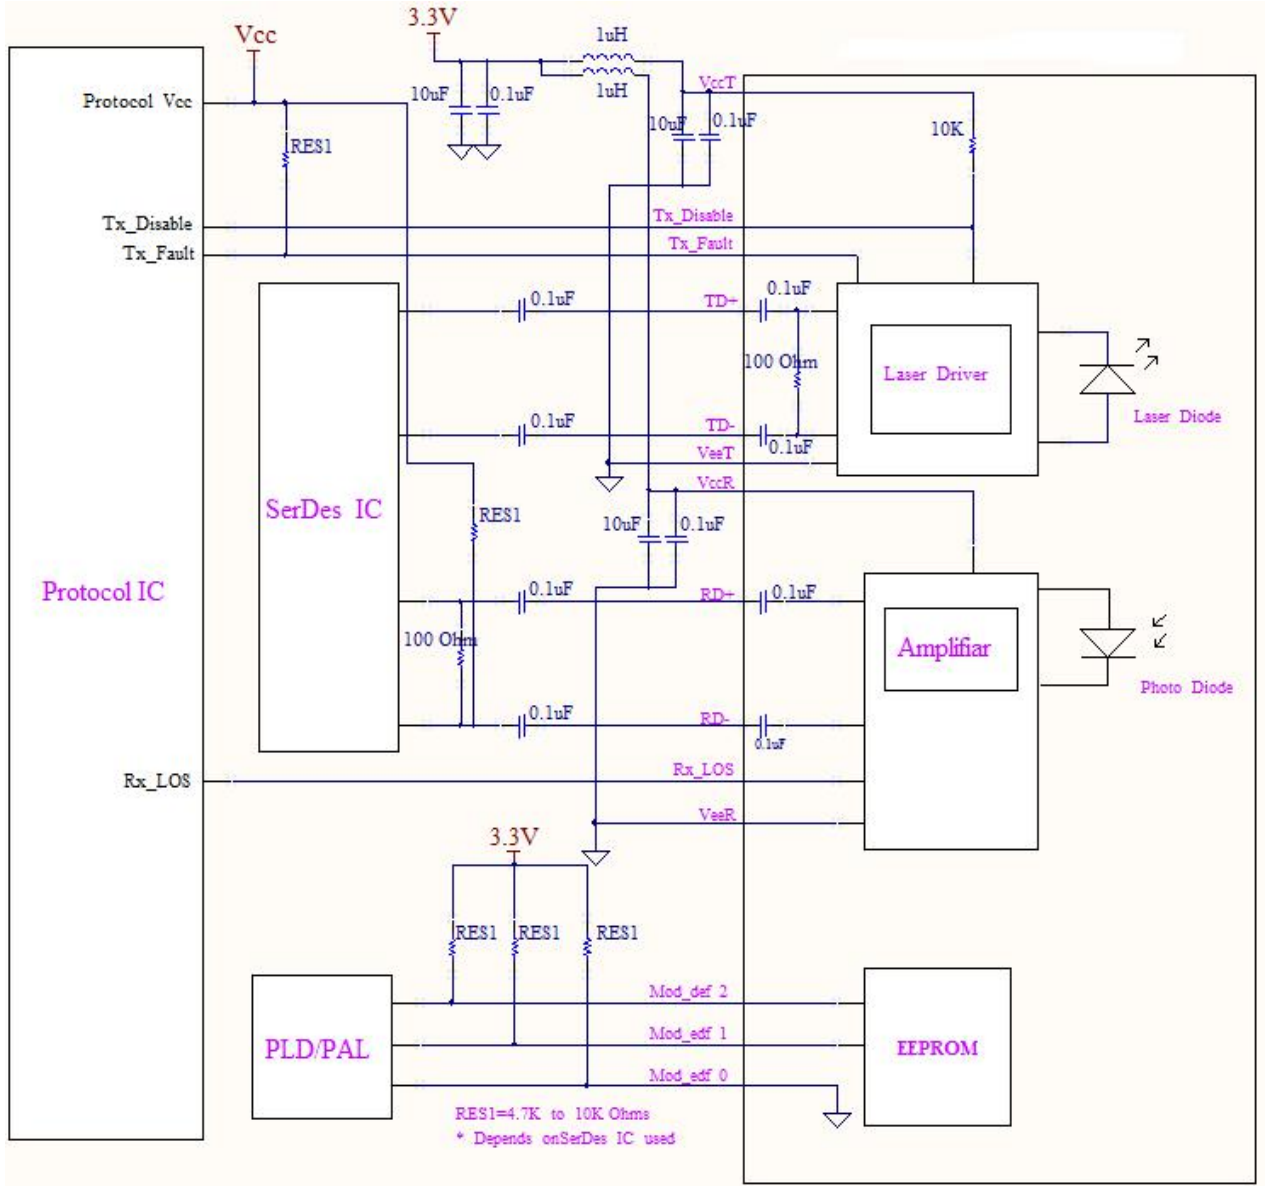 3.3V
Vcc
1uH
1uH
VccT
Protocol Vcc
10uF
0.1uF
10uF
0.1uF
10K
RES1
Tx_Disable
Tx_Disable
Tx_Fault
Tx_Fault
0.1uF
TD+
0.1uF
100 Ohm
Laser Driver
Laser Diode
0.1uF
TD-
0.1uF
VeeT
VccR
SerDes IC
RES1
10uF
0.1uF
Protocol IC
0.1uF
RD+
0.1uF
100 Ohm
Amplifiar
Photo Diode
0.1uF
RD-
0.1uF
Rx_LOS
Rx_LOS
VeeR
3.3V
RES1
RES1
RES1
Mod_def 2
PLD/PAL
Mod_edf 1
EEPROM
Mod_edf 0
RES1=4.7K to 10K Ohms
* Depends onSerDes IC used